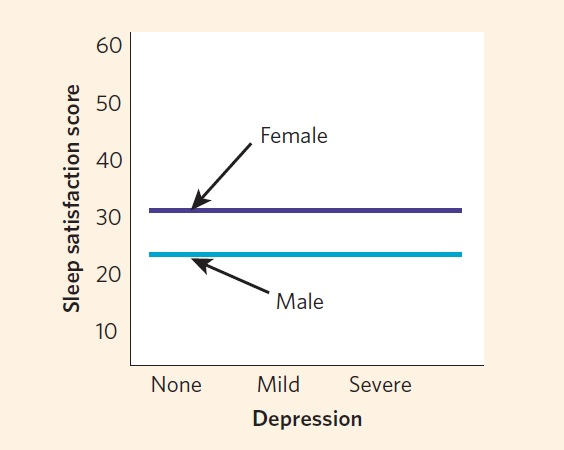 Sleep satisfaction score
60
50
40
30
20
10
Female
Male
None Mild Severe
Depression